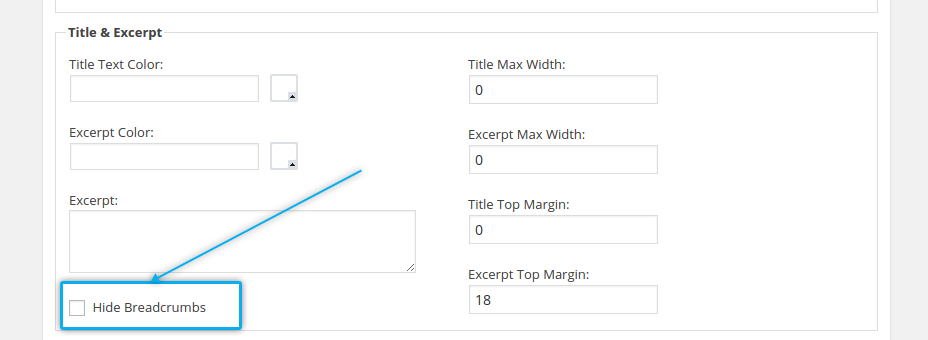 Title & Excerpt
Title Text Color:
Excerpt Color:
Excerpt:
Hide Breadcrumbs
Title Max Width:
0
Excerpt Max Width:
0
Title Top Margin:
0
Excerpt Top Margin:
18